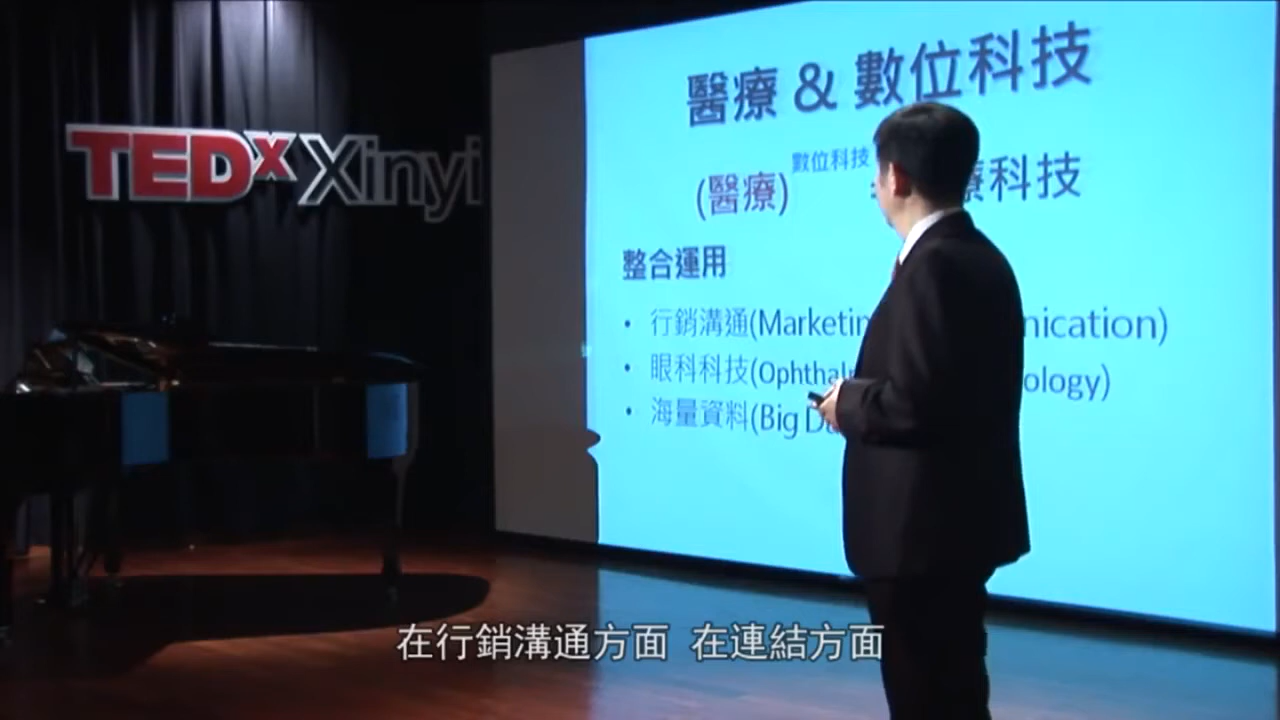 TEDxXinyi
醫療 & 數位科技
(醫療) 數位科技 療科技
整合運用
• 行銷溝通(Marketin nication)
• 眼科科技(Ophthal ology)
• 海量資料(Big D
在行銷溝通方面 在連結方面